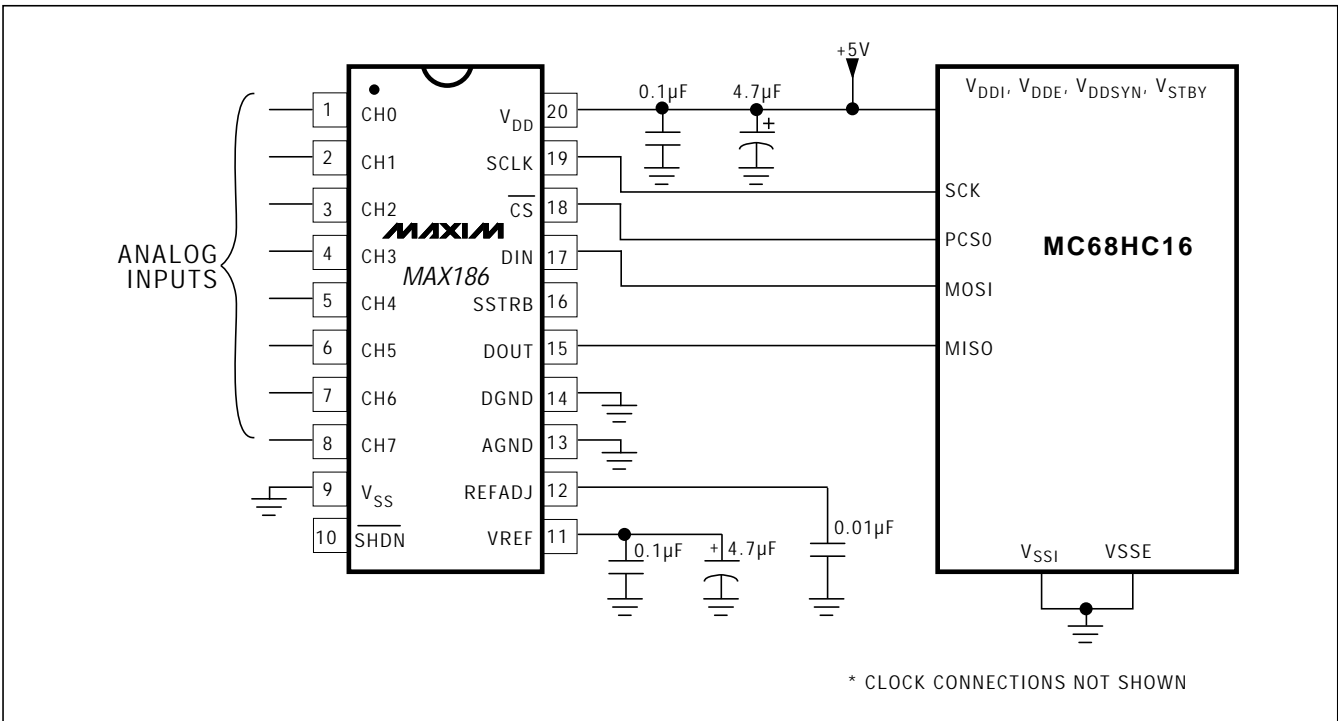 +5V
0.1µF
4.7µF
+
VDDI, VDDE, VDDSYN, VSTBY
1
CH0
VDD
20
2
CH1
SCLK
19
SCK
3
CH2
CS
18
MAXIM
MAX186
PCS0
MC68HC16
ANALOG
INPUTS
4
CH3
DIN
17
MOSI
5
CH4
SSTRB
16
6
CH5
DOUT
15
MISO
7
CH6
DGND
14
8
CH7
AGND
13
9
VSS
REFADJ
12
10
SHDN
VREF
11
0.1µF
+
4.7µF
0.01µF
VSSI
VSSE
* CLOCK CONNECTIONS NOT SHOWN